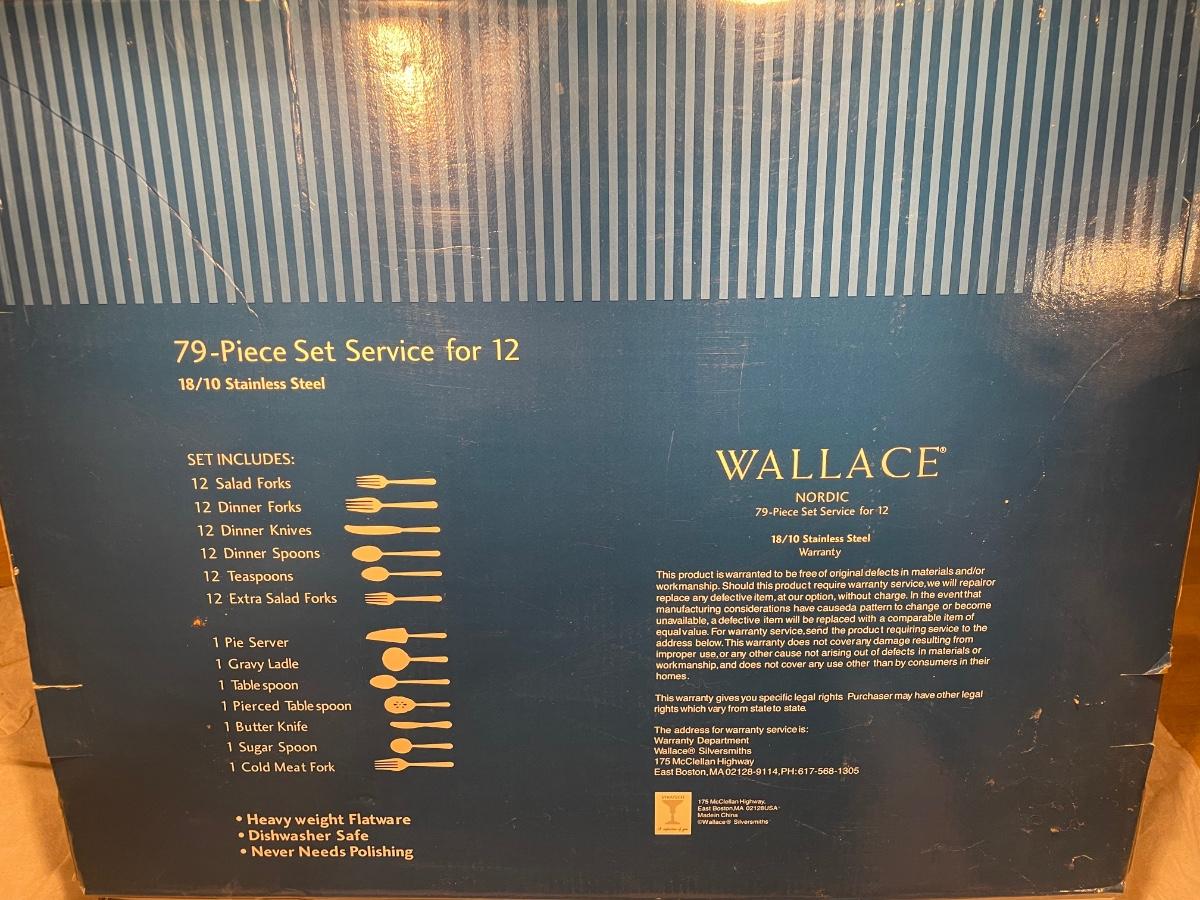 79-Piece Set Service for 12
18/10 Stainless Steel
SET INCLUDES:
12 Salad Forks
12 Dinner Forks
12 Dinner Knives
12 Dinner Spoons
12 Teaspoons
12 Extra Salad Forks
1 Pie Server
1 Gravy Ladle
1 Tablespoon
1 Pierced Tablespoon
1 Butter Knife
1 Sugar Spoon
1 Cold Meat Fork
• Heavy weight Flatware
• Dishwasher Safe
• Never Needs Polishing
WALLACE®
NORDIC
79-Piece Set Service for 12
18/10 Stainless Steel
Warranty
This product is warranted to be free of original defects in materials and/or
workmanship. Should this product require warranty service, we will repair or
replace any defective item, at our option, without charge. In the event that
manufacturing considerations have caused a pattern to change or become
unavailable, a defective item will be replaced with a comparable item of
equal value. For warranty service, send the product requiring service to the
address below. This warranty does not cover any damage resulting from
improper use, or any other cause not arising out of defects in materials or
workmanship, and does not cover any use other than by consumers in their
homes.
This warranty gives you specific legal rights Purchaser may have other legal
rights which vary from state to state.
The address for warranty service is:
Warranty Department
Wallace® Silversmiths
175 McClellan Highway
East Boston, MA 02128-9114, PH: 617-568-1305
175 McClellan Highway,
East Boston, MA 02128 USA
Made in China
©Wallace® Silversmiths